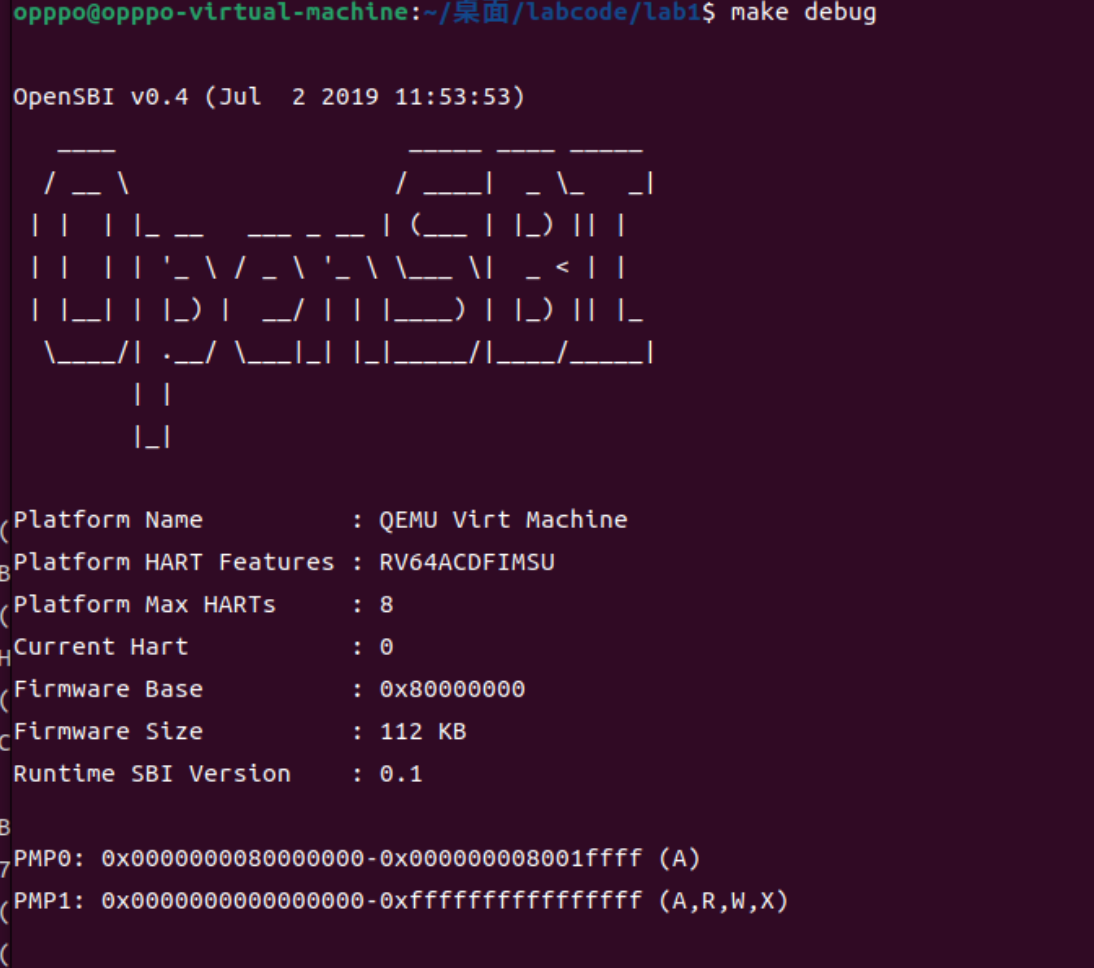 opppo@opppo-virtual-machine:~/桌面/labcode/lab1$ make debug
OpenSBI v0.4 (Jul  2 2019 11:53:53)
   ____                    _____ ____ _____
  / __ \                  / ____|  _ \_   _|
 | |  | |_ __   ___ _ __ | (___ | |_) || |
 | |  | | '_ \ / _ \ '_ \ \___ \|  _ < | |
 | |__| | |_) |  __/ | | |____) | |_) || |_
  \____/| .__/ \___|_| |_|_____/|____/_____|
        | |
        |_|
Platform Name          : QEMU Virt Machine
Platform HART Features : RV64ACDFIMSU
Platform Max HARTs     : 8
Current Hart           : 0
Firmware Base          : 0x80000000
Firmware Size          : 112 KB
Runtime SBI Version    : 0.1
PMP0: 0x0000000080000000-0x000000008001ffff (A)
PMP1: 0x0000000000000000-0xffffffffffffffff (A,R,W,X)